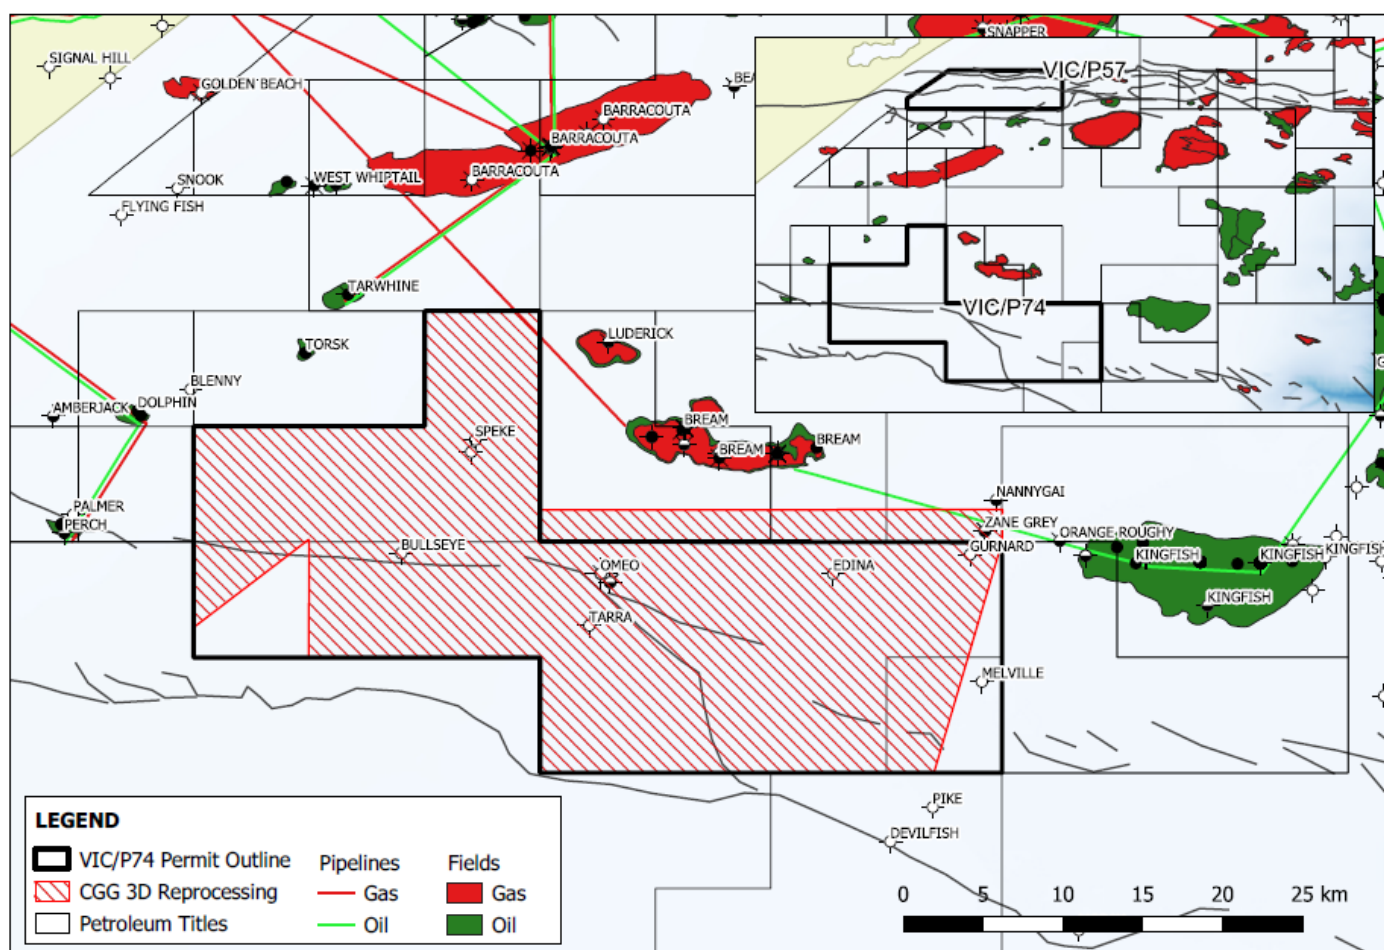 SNAPPER
SIGNAL HILL
GOLDEN BEACH
BARRACOUTA
BARRACOUTA
BARRACOUTA
SNOOK
WEST WHIPTAIL
FLYING FISH
VIC/P57
VIC/P74
TARWHINE
TORSK
LUDERICK
BLENNY
AMBERJACK
DOLPHIN
SPEKE
BREAM
BREAM
BREAM
PALMER
PERCH
NANNYGAI
ZANE GREY
ORANGE ROUGHY
GURNARD
KINGFISH
KINGFISH
KINGFISH
KINGFISH
BULLSEYE
OMEO
EDINA
TARRA
MELVILLE
PIKE
DEVILFISH
LEGEND
VIC/P74 Permit Outline
CGG 3D Reprocessing
Petroleum Titles
Pipelines
Gas
Oil
Fields
Gas
Oil
0 5 10 15 20 25 km